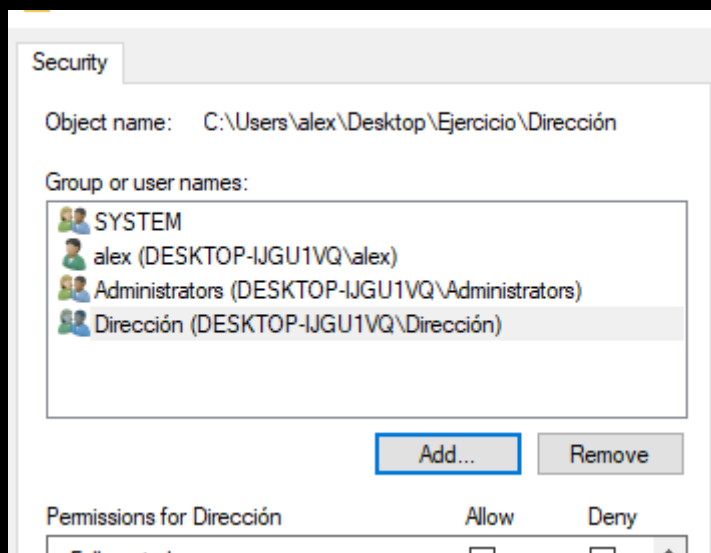 Security
Object name: C:\Users\alex\Desktop\Ejercicio\Dirección
Group or user names:
SYSTEM
alex (DESKTOP-IJGU1VQ\alex)
Administrators (DESKTOP-IJGU1VQ\Administrators)
Dirección (DESKTOP-IJGU1VQ\Dirección)
Add... Remove
Permissions for Dirección Allow Deny